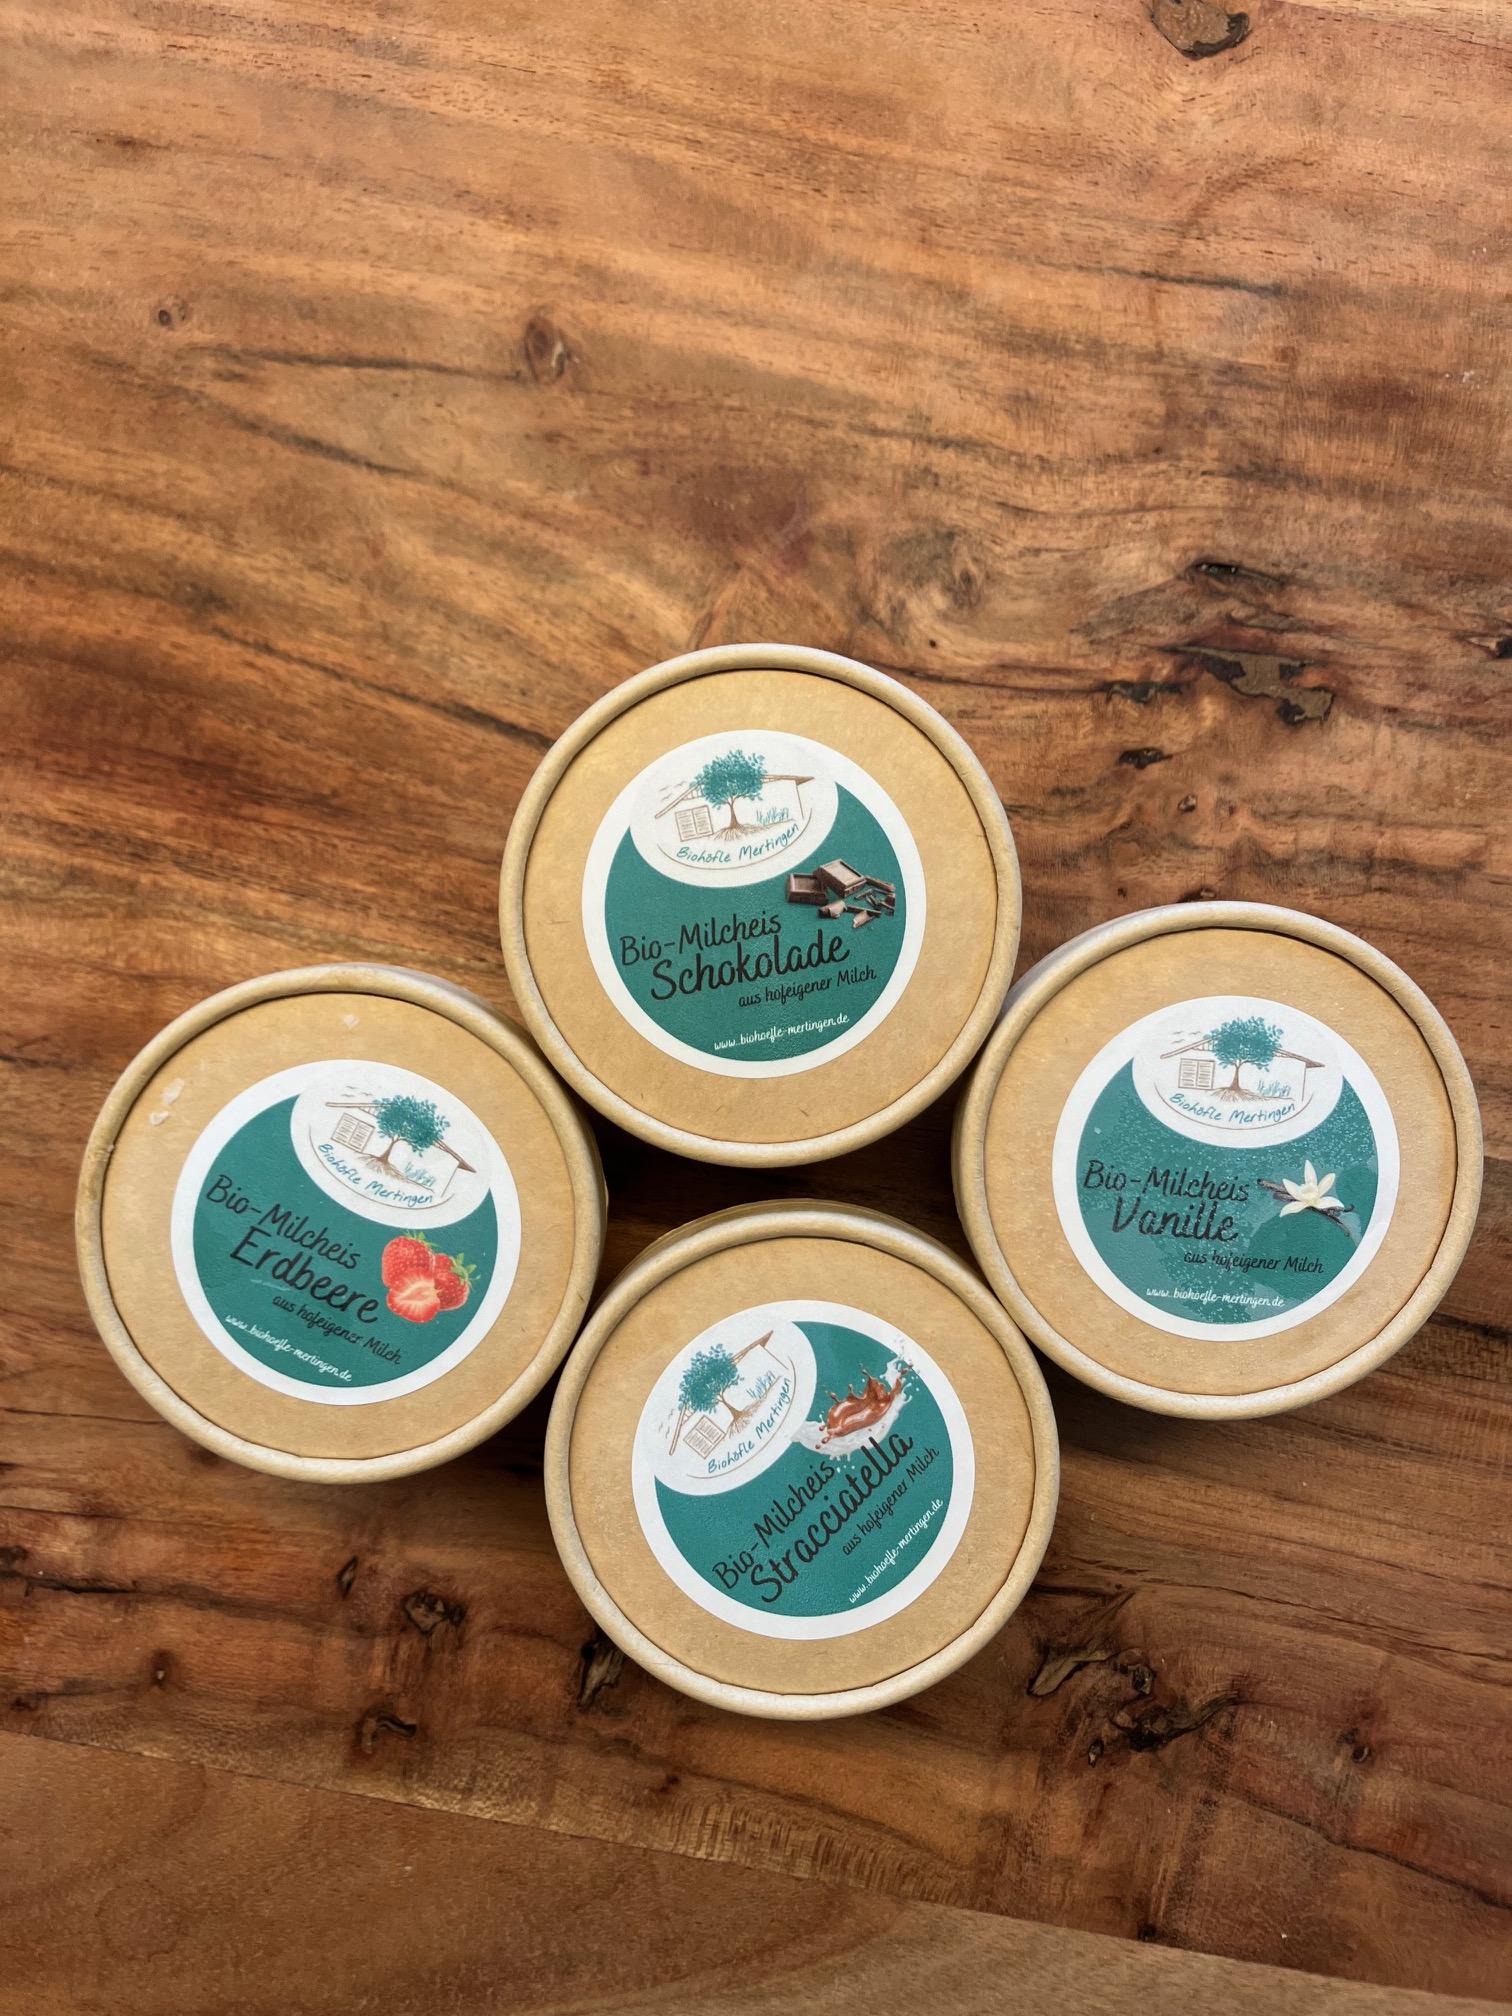 Biohöfle Mertingen
Bio-Milcheis
Schokolade
aus hofeigener Milch
www.biohoefle-mertingen.de
Biohöfle Mertingen
Bio-Milcheis
Erdbeere
aus hofeigener Milch
www.biohoefle-mertingen.de
Biohöfle Mertingen
Bio-Milcheis
Vanille
aus hofeigener Milch
www.biohoefle-mertingen.de
Biohöfle Mertingen
Bio-Milcheis
Stracciatella
aus hofeigener Milch
www.biohoefle-mertingen.de